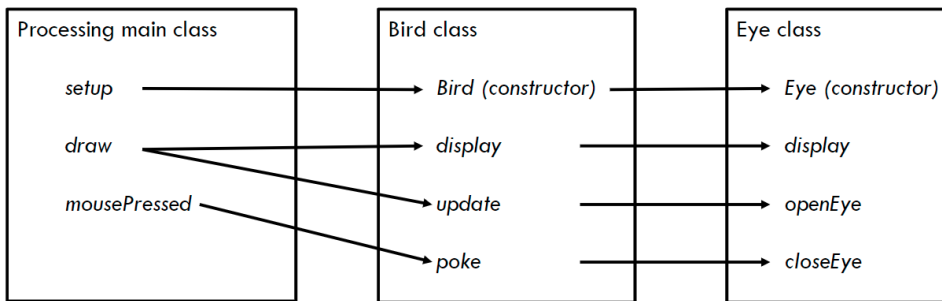 Processing main class
setup
draw
mousePressed
Bird class
Bird (constructor)
display
update
poke
Eye class
Eye (constructor)
display
openEye
closeEye